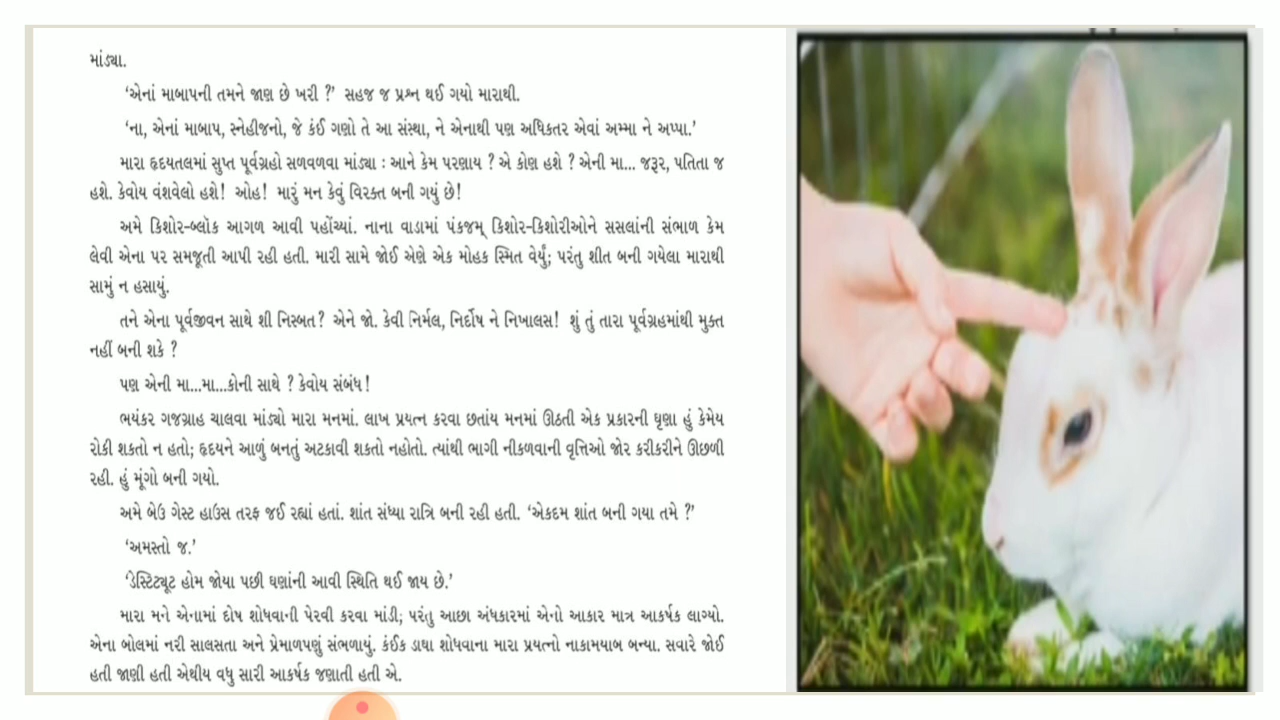 માંડ્યા.
‘એનાં માબાપની તમને જાણ છે ખરી ?’ સહજ જ પ્રશ્ન થઈ ગયો મારાથી.
‘ના, એનાં માબાપ, સ્નેહીજનો, જે કંઈ ગણો તે આ સંસ્થા, ને એનાથી પણ અધિકતર એવાં અમ્મા ને અપ્પા.’
મારા હૃદયતલમાં સુપ્ત પૂર્વગ્રહો સળવળવા માંડ્યા : આને કેમ પરણાય ? એ કોણ હશે ? એની મા... જરૂર, પતિતા જ
હશે. કેવોય વંશવેલો હશે! ઓહ! મારું મન કેવું વિરક્ત બની ગયું છે!
અમે કિશોર-બ્લૉક આગળ આવી પહોંચ્યાં. નાના વાડામાં પંકજમ્ કિશોર-કિશોરીઓને સસલાંની સંભાળ કેમ
લેવી એના પર સમજૂતી આપી રહી હતી. મારી સામે જોઈ એણે એક મોહક સ્મિત વેર્યું; પરંતુ શીત બની ગયેલા મારાથી
સામું ન હસાયું.
તને એના પૂર્વજીવન સાથે શી નિસ્બત? એને જો. કેવી નિર્મલ, નિર્દોષ ને નિખાલસ! શું તું તારા પૂર્વગ્રહમાંથી મુક્ત
નહીં બની શકે ?
પણ એની મા...મા...કોની સાથે ? કેવોય સંબંધ!
ભયંકર ગજગ્રાહ ચાલવા માંડ્યો મારા મનમાં. લાખ પ્રયત્ન કરવા છતાંય મનમાં ઊઠતી એક પ્રકારની ઘૃણા હું કેમેય
રોકી શકતો ન હતો; હૃદયને આળું બનતું અટકાવી શકતો નહોતો. ત્યાંથી ભાગી નીકળવાની વૃત્તિઓ જોર કરીકરીને ઊછળી
રહી. હું મૂંગો બની ગયો.
અમે બેઉ ગેસ્ટ હાઉસ તરફ જઈ રહ્યાં હતાં. શાંત સંધ્યા રાત્રિ બની રહી હતી. ‘એકદમ શાંત બની ગયા તમે ?’
‘અમસ્તો જ.’
‘ડેસ્ટિટ્યૂટ હોમ જોયા પછી ઘણાંની આવી સ્થિતિ થઈ જાય છે.’
મારા મને એનામાં દોષ શોધવાની પેરવી કરવા માંડી; પરંતુ આછા અંધકારમાં એનો આકાર માત્ર આકર્ષક લાગ્યો.
એના બોલમાં નરી સાલસતા અને પ્રેમાળપણું સંભળાયું. કંઈક ડાઘા શોધવાના મારા પ્રયત્નો નાકામયાબ બન્યા. સવારે જોઈ
હતી જાણી હતી એથીય વધુ સારી આકર્ષક જણાતી હતી એ.